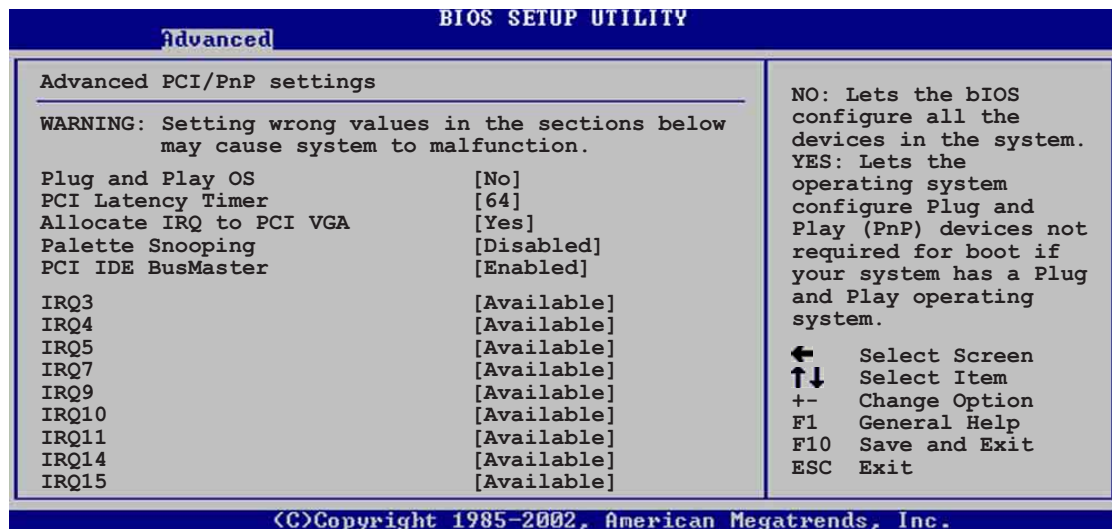 BIOS SETUP UTILITY
Advanced
Advanced PCI/PnP settings
WARNING: Setting wrong values in the sections below
may cause system to malfunction.
Plug and Play OS [No]
PCI Latency Timer [64]
Allocate IRQ to PCI VGA [Yes]
Palette Snooping [Disabled]
PCI IDE BusMaster [Enabled]
IRQ3 [Available]
IRQ4 [Available]
IRQ5 [Available]
IRQ7 [Available]
IRQ9 [Available]
IRQ10 [Available]
IRQ11 [Available]
IRQ14 [Available]
IRQ15 [Available]
NO: Lets the bIOS
configure all the
devices in the system.
YES: Lets the
operating system
configure Plug and
Play (PnP) devices not
required for boot if
your system has a Plug
and Play operating
system.
← Select Screen
↑↓ Select Item
+- Change Option
F1 General Help
F10 Save and Exit
ESC Exit
(C)Copyright 1985-2002, American Megatrends, Inc.